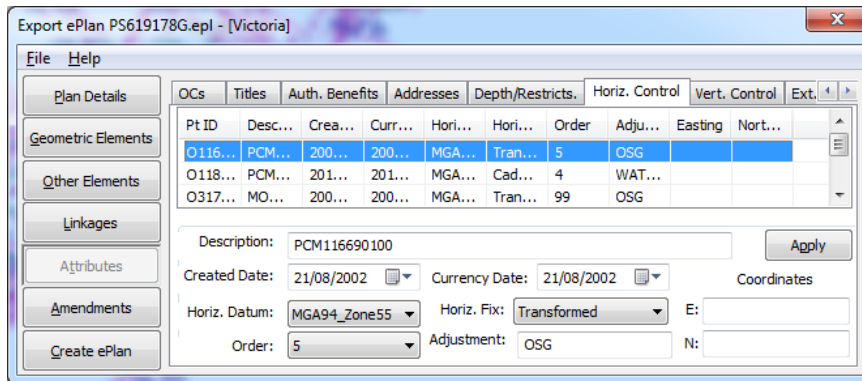 Export ePlan PS619178G.epl - [Victoria]
File Help
Plan Details
Geometric Elements
Other Elements
Linkages
Attributes
Amendments
Create ePlan
OCs Titles Auth. Benefits Addresses Depth/Restricts. Horiz. Control Vert. Control Ext.
Pt ID Desc... Crea... Curr... Hori... Hori... Order Adju... Easting Nort...
O116... PCM... 200... 200... MGA... Tran... 5 OSG
O118... PCM... 201... 201... MGA... Cad... 4 WAT...
O317... MO... 200... 200... MGA... Tran... 99 OSG
Description: PCM116690100 Apply
Created Date: 21/08/2002 Currency Date: 21/08/2002 Coordinates
Horiz. Datum: MGA94_Zone55 Horiz. Fix: Transformed E:
Order: 5 Adjustment: OSG N: